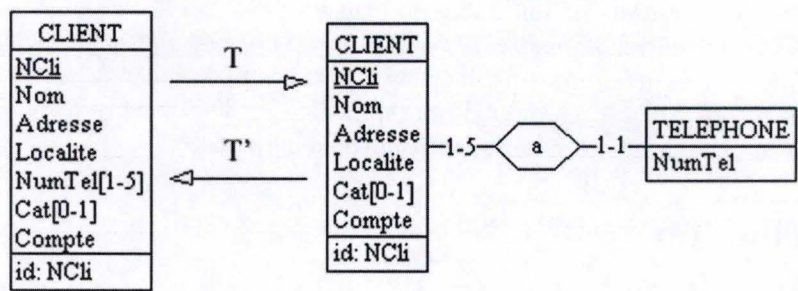 CLIENT
NCli
Nom
Adresse
Localite
NumTel[1-5]
Cat[0-1]
Compte
id: NCli
T
T'
CLIENT
NCli
Nom
Adresse
Localite
Cat[0-1]
Compte
id: NCli
1-5
a
1-1
TELEPHONE
NumTel